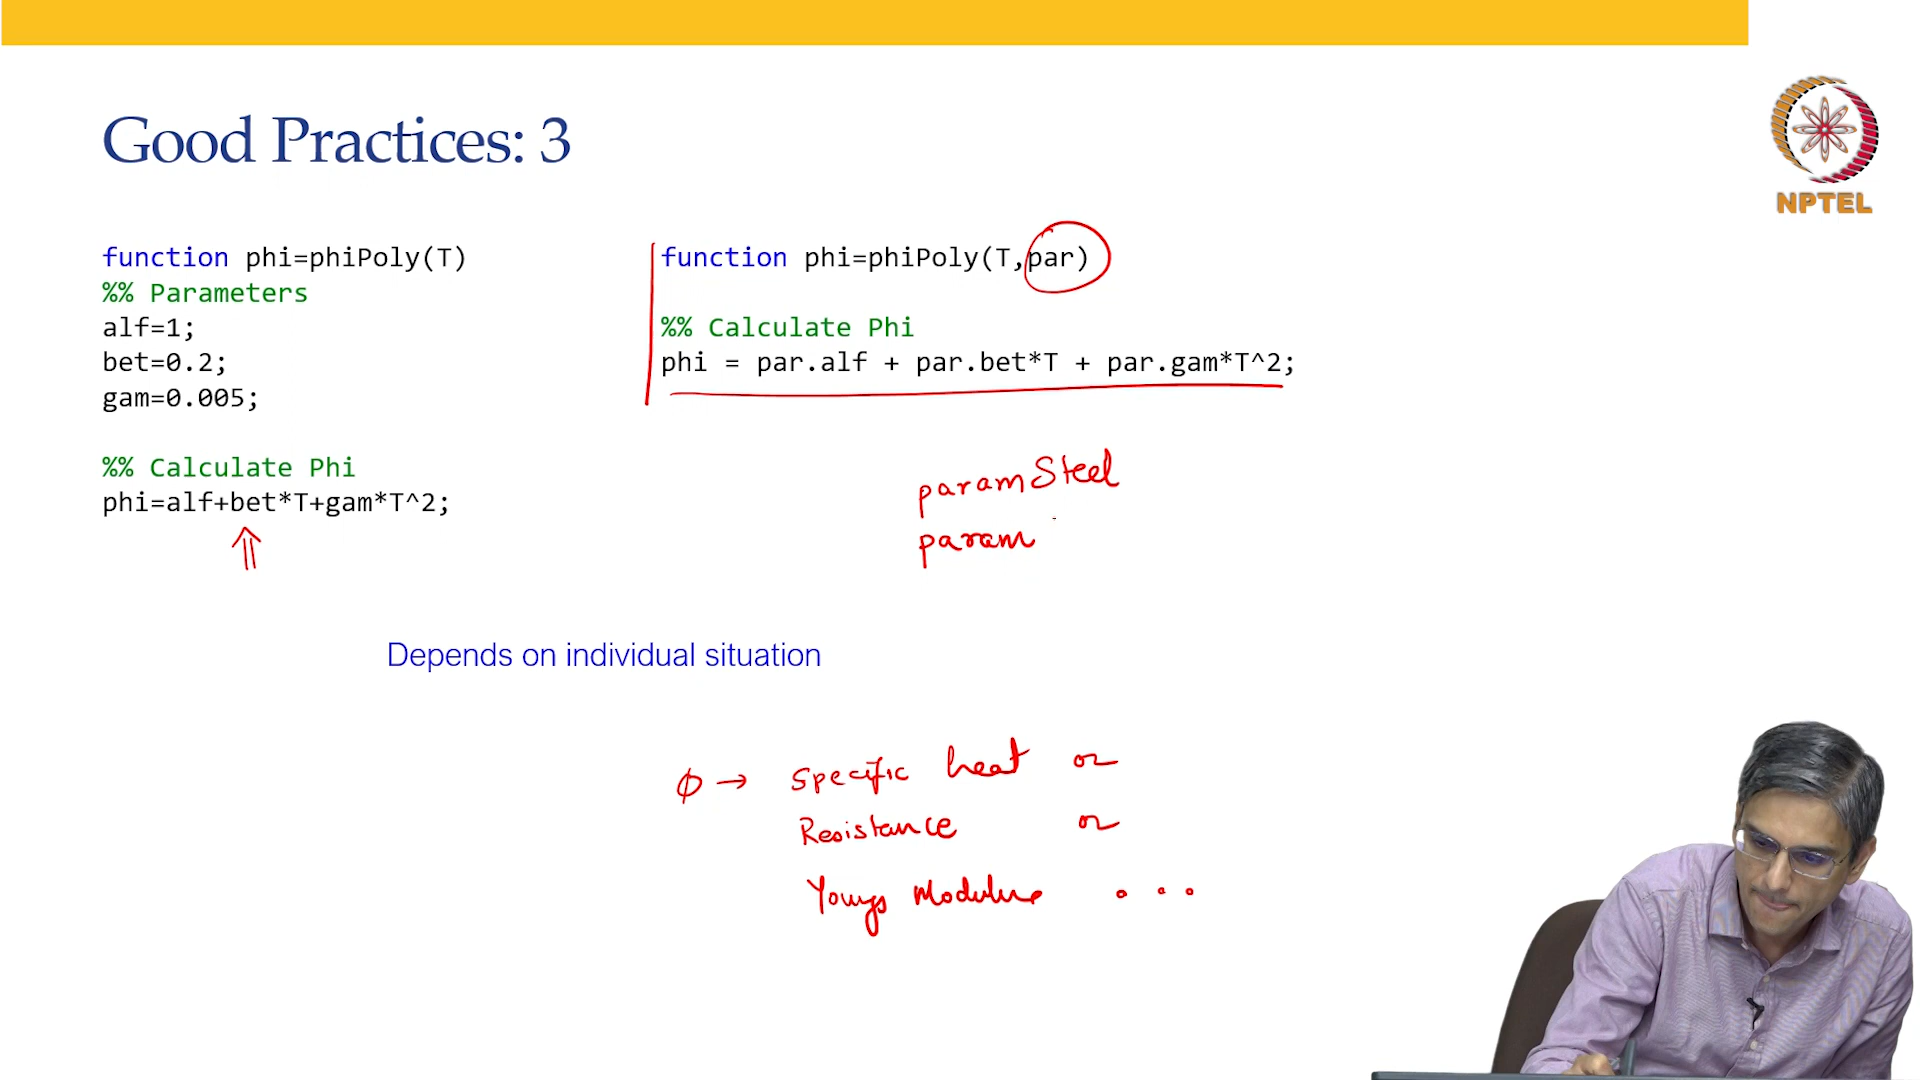 Good Practices: 3
NPTEL
function phi=phiPoly(T)
%% Parameters
alf=1;
bet=0.2;
gam=0.005;
%% Calculate Phi
phi=alf+bet*T+gam*T^2;
function phi=phiPoly(T,par)
%% Calculate Phi
phi = par.alf + par.bet*T + par.gam*T^2;
paramSteel
param
Depends on individual situation
ϕ → Specific heat or
Resistance or
Youngs Modulus . . .